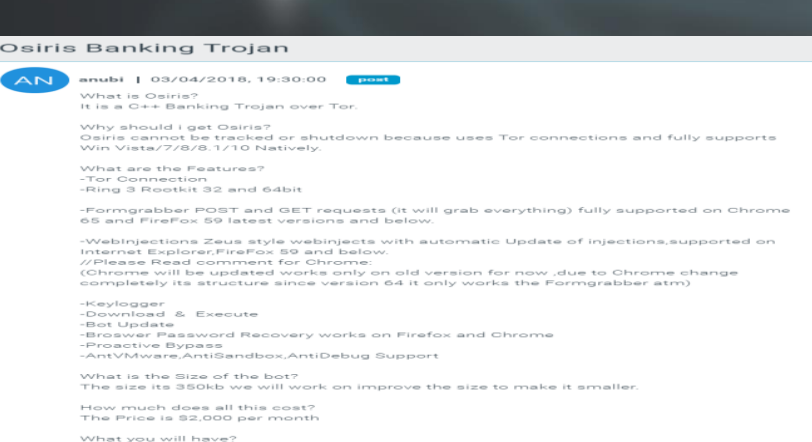 Osiris Banking Trojan
AN
anubi | 03/04/2018, 19:30:00 post
What is Osiris?
It is a C++ Banking Trojan over Tor.
Why should i get Osiris?
Osiris cannot be tracked or shutdown because uses Tor connections and fully supports
Win Vista/7/8/8.1/10 Natively.
What are the Features?
-Tor Connection
-Ring 3 Rootkit 32 and 64bit
-Formgrabber POST and GET requests (it will grab everything) fully supported on Chrome
65 and FireFox 59 latest versions and below.
-WebInjections Zeus style webinjects with automatic Update of injections,supported on
Internet Explorer,FireFox 59 and below.
//Please Read comment for Chrome:
(Chrome will be updated works only on old version for now ,due to Chrome change
completely its structure since version 64 it only works the Formgrabber atm)
-Keylogger
-Download & Execute
-Bot Update
-Broswer Password Recovery works on Firefox and Chrome
-Proactive Bypass
-AntVMware,AntiSandbox,AntiDebug Support
What is the Size of the bot?
The size its 350kb we will work on improve the size to make it smaller.
How much does all this cost?
The Price is $2,000 per month
What you will have?